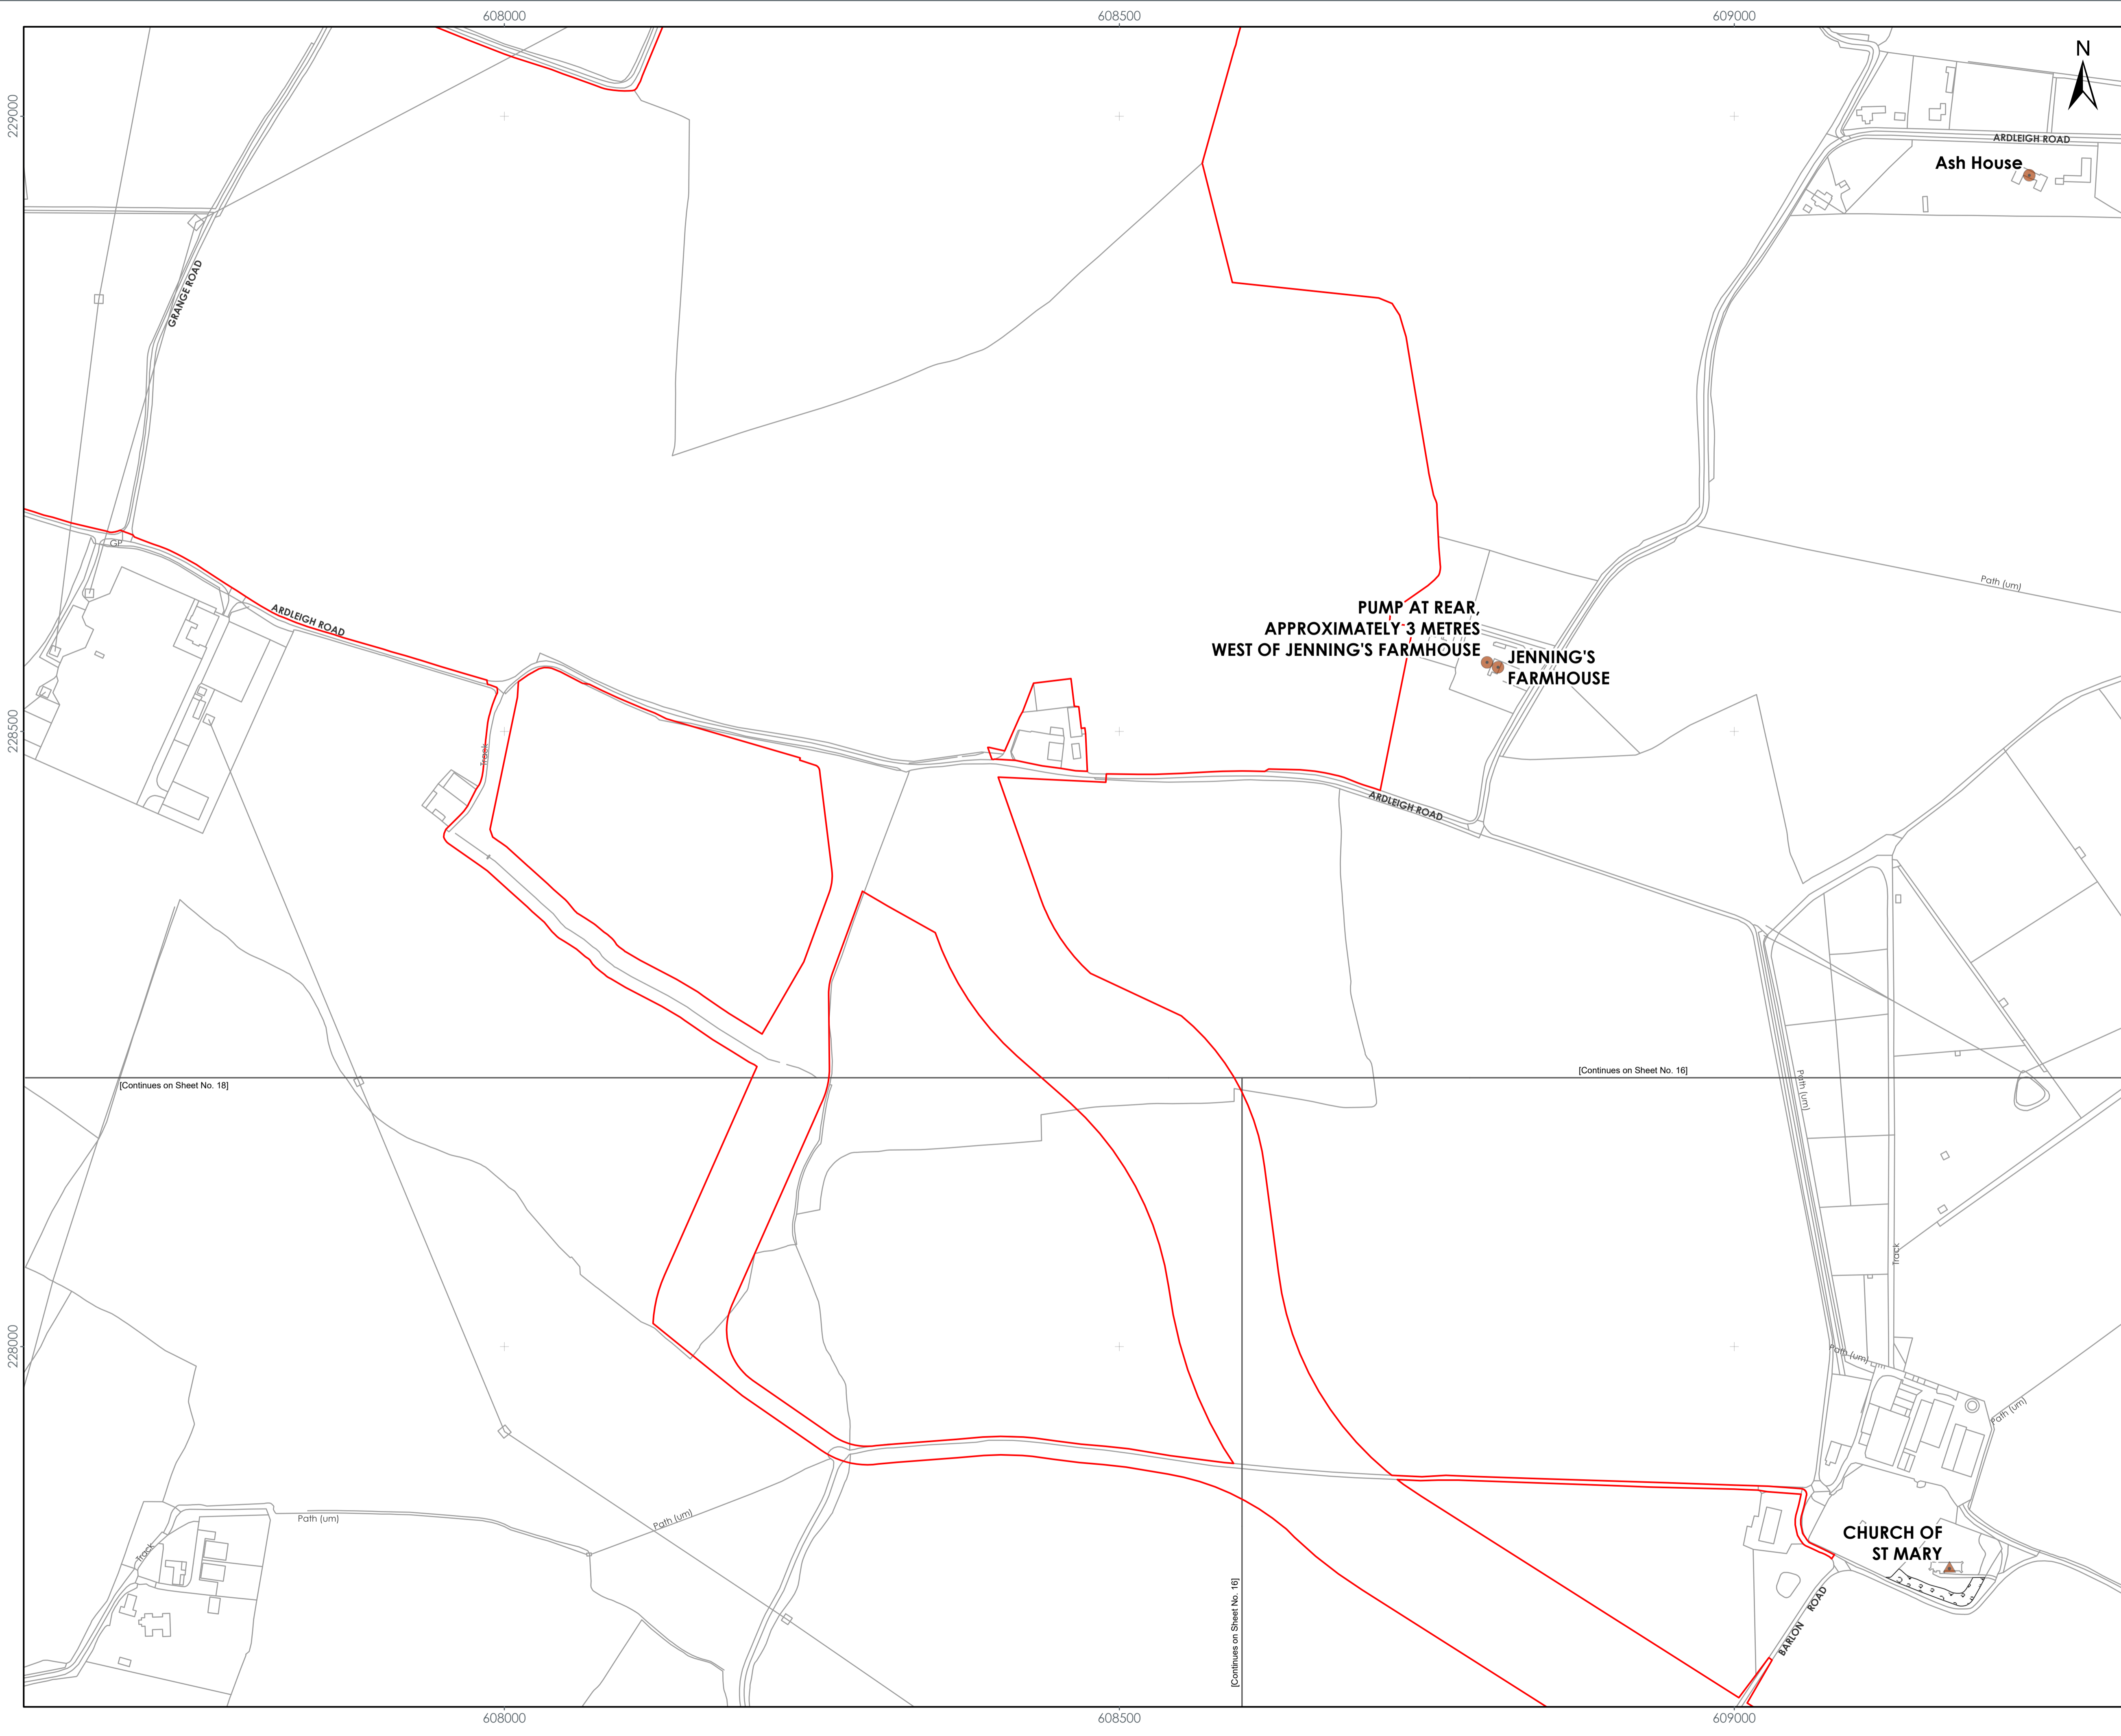 608000
608500
609000
N
229000
ARDLEIGH ROAD
Ash House
GRANGE ROAD
GP
Path (um)
ARDLEIGH ROAD
PUMP AT REAR,
APPROXIMATELY 3 METRES
WEST OF JENNING'S FARMHOUSE
JENNING'S
FARMHOUSE
228500
Track
ARDLEIGH ROAD
[Continues on Sheet No. 18]
[Continues on Sheet No. 16]
Path (um)
Track
228000
Path (um)
Path (um)
Path (um)
Path (um)
Track
CHURCH OF
ST MARY
BARLON ROAD
[Continues on Sheet No. 16]
608000
608500
609000